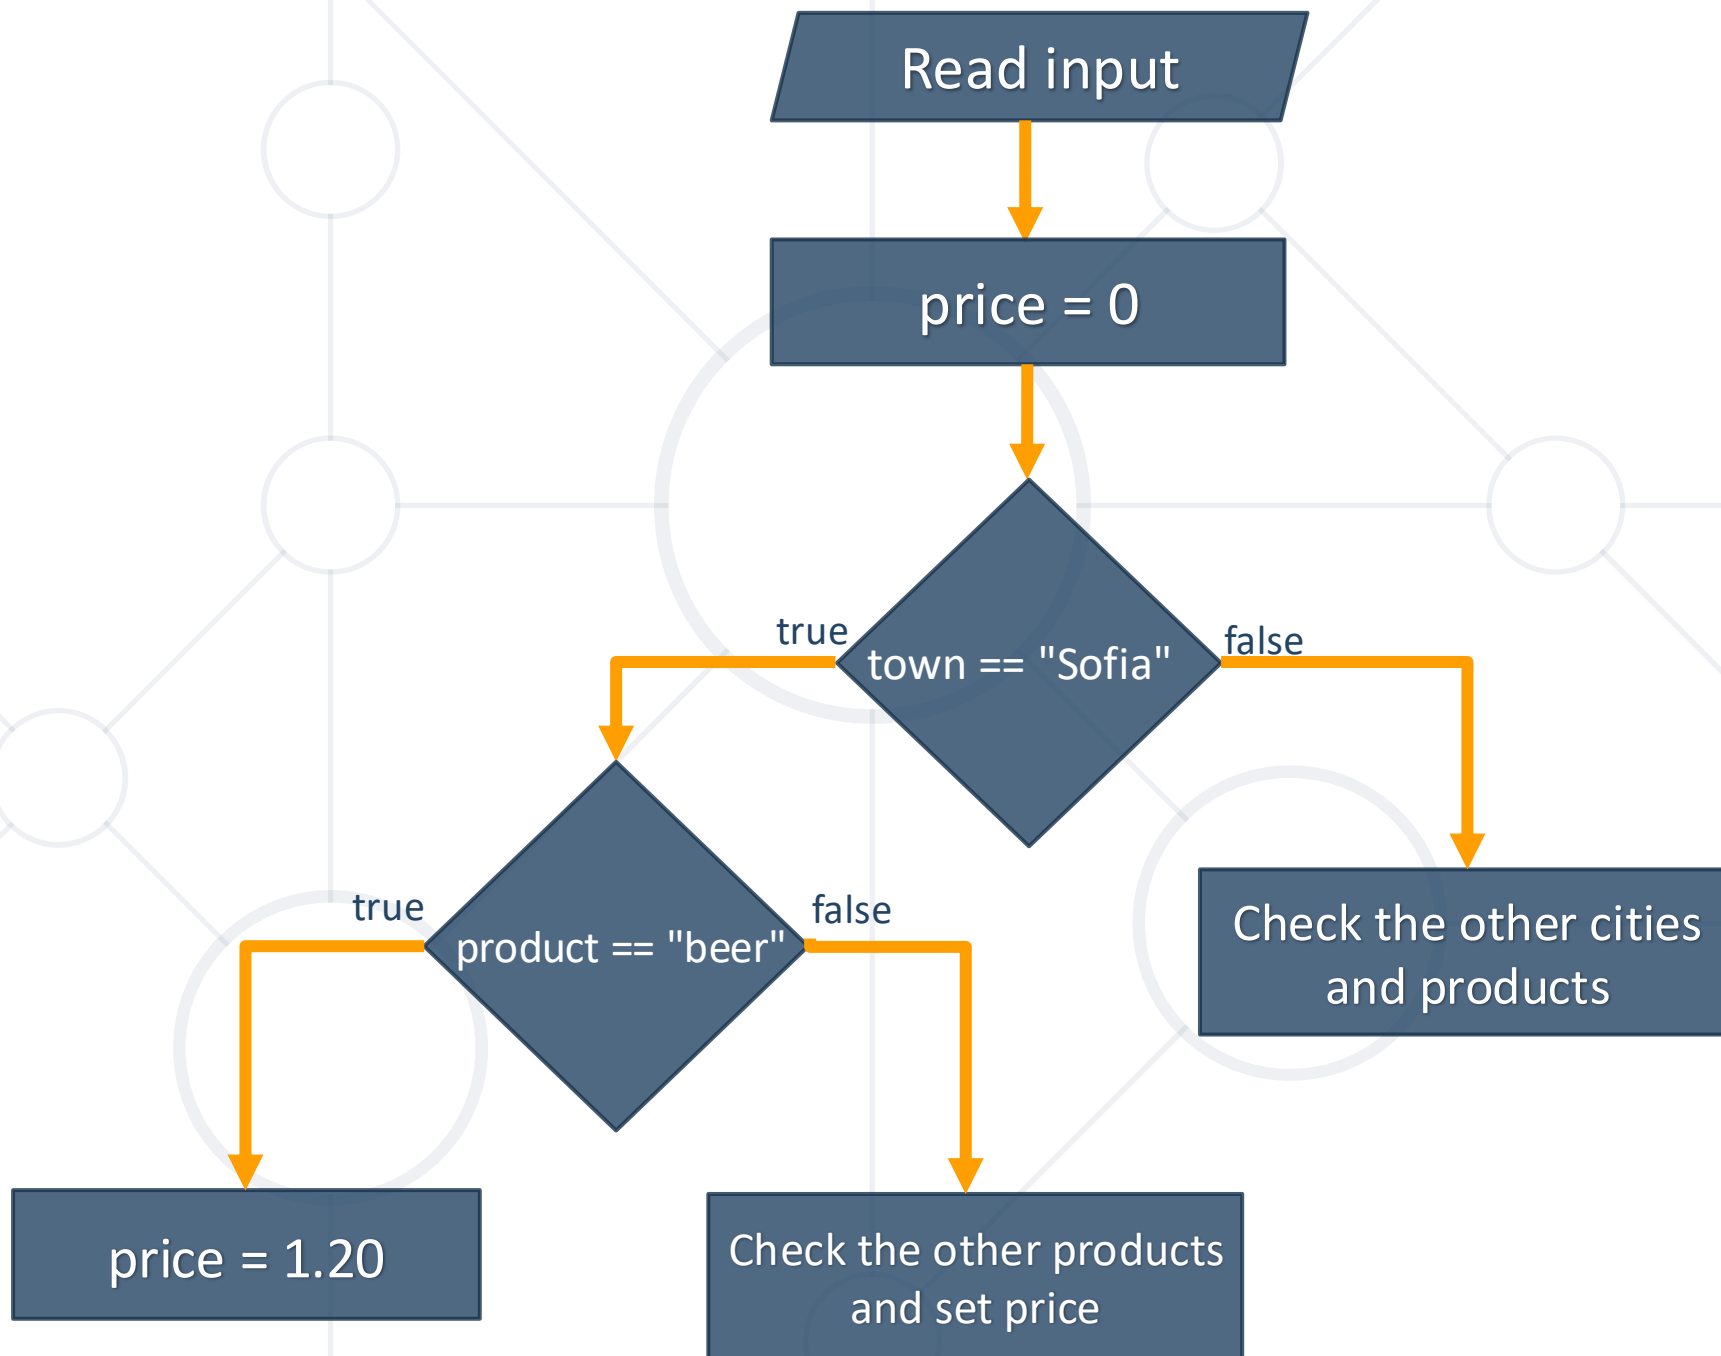 Read input
price = 0
true
false
town == "Sofia"
true
false
product == "beer"
Check the other cities
and products
price = 1.20
Check the other products
and set price